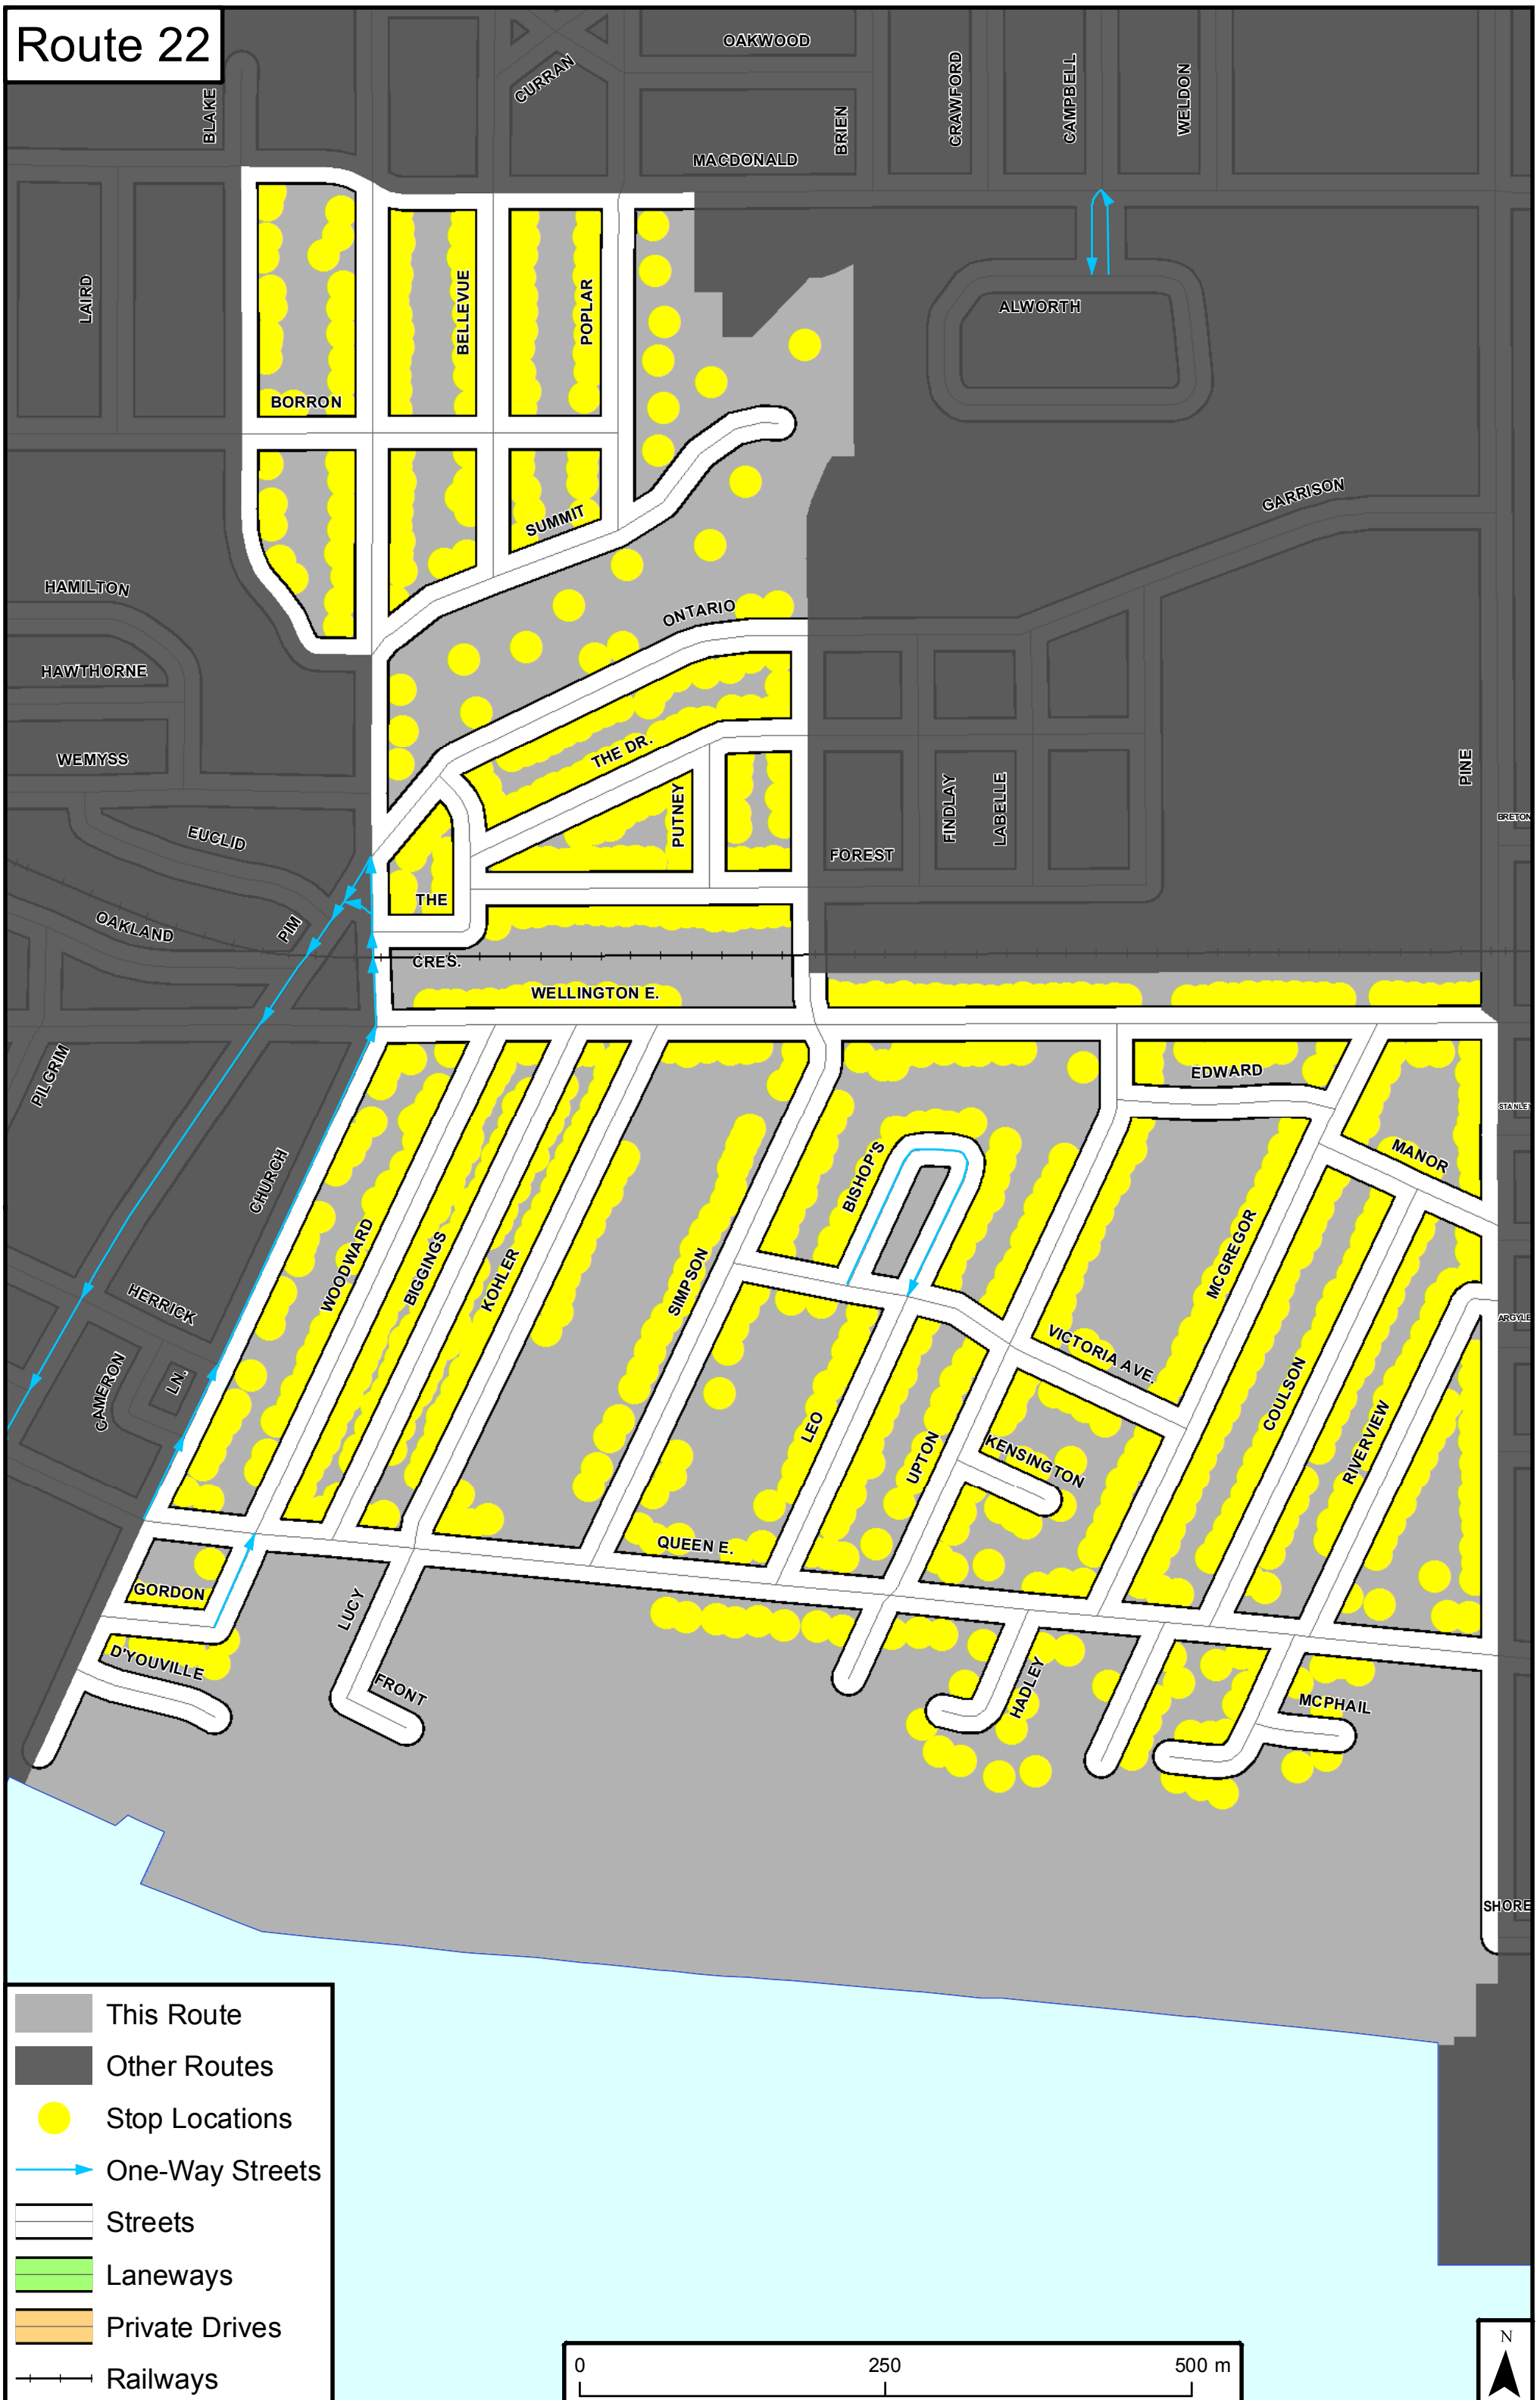 Route 22
OAKWOOD
CURRAN
BLAKE
BRIEN
CRAWFORD
CAMPBELL
WELDON
MACDONALD
LAIRD
BELLEVUE
POPLAR
ALWORTH
BORRON
SUMMIT
GARRISON
HAMILTON
ONTARIO
HAWTHORNE
WEMYSS
THE DR.
PINE
PUTNEY
FINDLAY
LABELLE
BRETON
EUCLID
FOREST
THE
OAKLAND
PIM
CRES.
WELLINGTON E.
PILGRIM
EDWARD
STANLEY
MANOR
CHURCH
BISHOP'S
WOODWARD
BIGGINGS
KOHLER
SIMPSON
MCGREGOR
HERRICK
ARGYLE
VICTORIA AVE.
CAMERON
LN.
COULSON
LEO
UPTON
KENSINGTON
RIVERVIEW
QUEEN E.
GORDON
LUCY
D'YOUVILLE
FRONT
HADLEY
MCPHAIL
SHORE
This Route
Other Routes
Stop Locations
One-Way Streets
Streets
Laneways
Private Drives
Railways
0 250 500 m
N